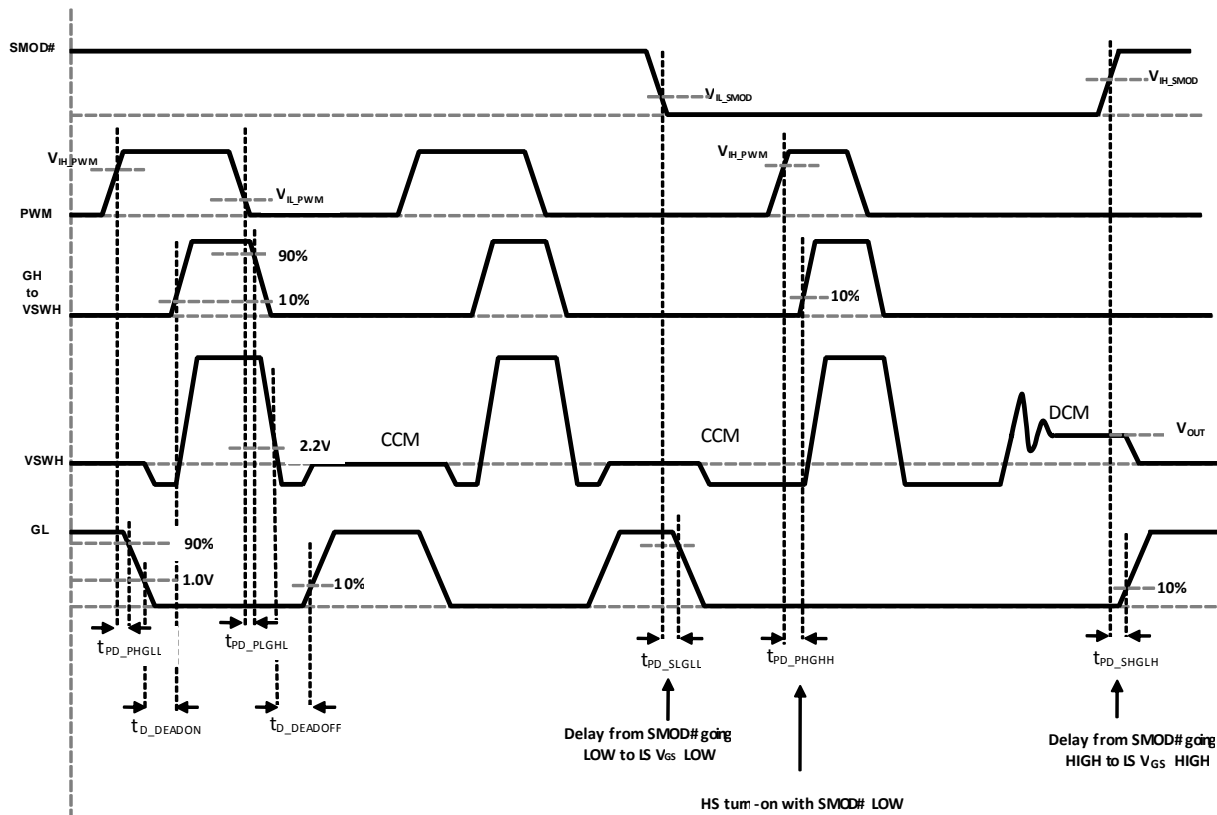 SMOD#
V_IL_SMOD
V_IH_SMOD
V_IH_PWM
V_IL_PWM
V_IH_PWM
PWM
90%
10%
10%
GH
to
VSWH
CCM
CCM
DCM
V_OUT
2.2V
VSWH
GL
90%
1.0V
10%
10%
t_PD_PHGLL
t_PD_PLGHL
t_PD_SLGLL
t_PD_PHGHH
t_PD_SHGLH
t_D_DEADON
t_D_DEADOFF
Delay from SMOD# going
LOW to LS V_GS LOW
Delay from SMOD# going
HIGH to LS V_GS HIGH
HS turn-on with SMOD# LOW